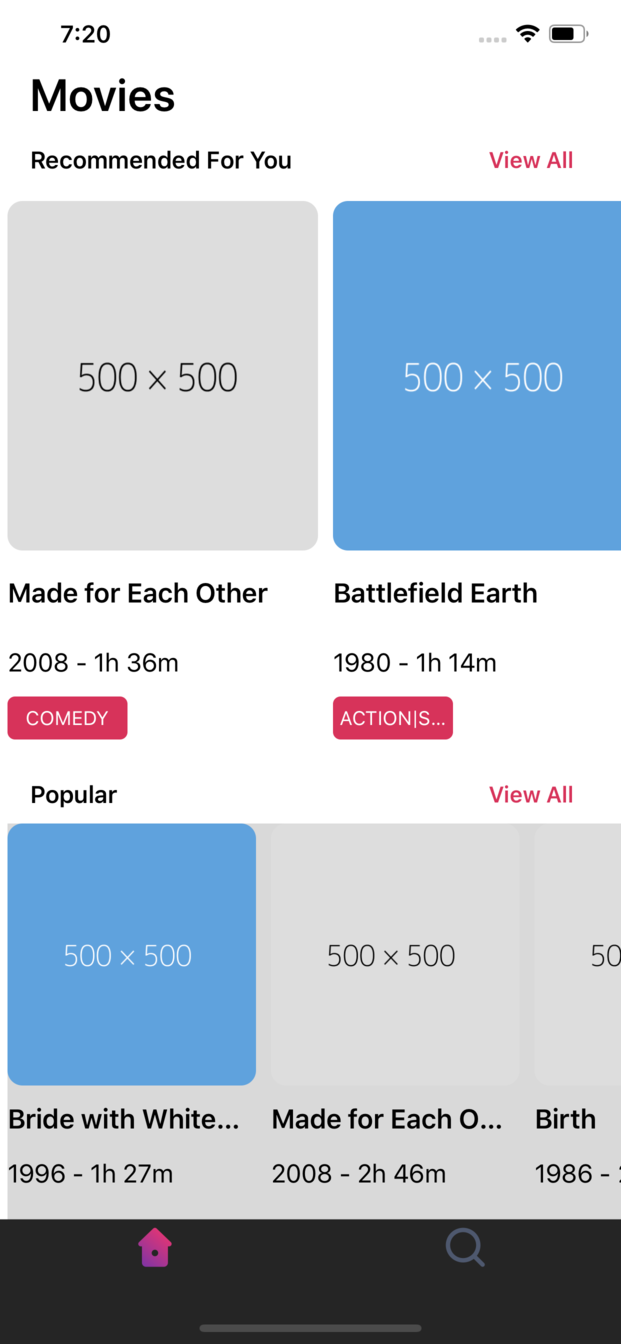 7:20
Movies
Recommended For You View All
500 × 500 500 × 500
Made for Each Other Battlefield Earth
2008 - 1h 36m 1980 - 1h 14m
COMEDY ACTION|S...
Popular View All
500 × 500 500 × 500 50
Bride with White... Made for Each O... Birth
1996 - 1h 27m 2008 - 2h 46m 1986 -